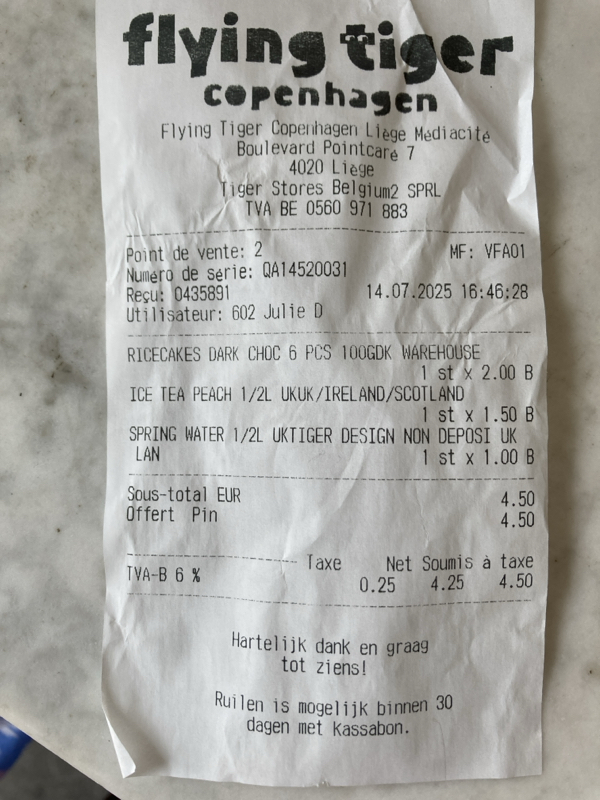 flying tiger
copenhagen
Flying Tiger Copenhagen Liège Médiacité
Boulevard Pointcaré 7
4020 Liège
Tiger Stores Belgium2 SPRL
TVA BE 0560 971 883
Point de vente: 2 MF: VFA01
Numéro de série: QA14520031
Reçu: 0435891 14.07.2025 16:46:28
Utilisateur: 602 Julie D
RICECAKES DARK CHOC 6 PCS 100GDK WAREHOUSE
1 st x 2.00 B
ICE TEA PEACH 1/2L UKUK/IRELAND/SCOTLAND
1 st x 1.50 B
SPRING WATER 1/2L UKTIGER DESIGN NON DEPOSI UK
LAN 1 st x 1.00 B
Sous-total EUR 4.50
Offert Pin 4.50
Taxe Net Soumis à taxe
TVA-B 6 % 0.25 4.25 4.50
Hartelijk dank en graag
tot ziens!
Ruilen is mogelijk binnen 30
dagen met Kassabon.